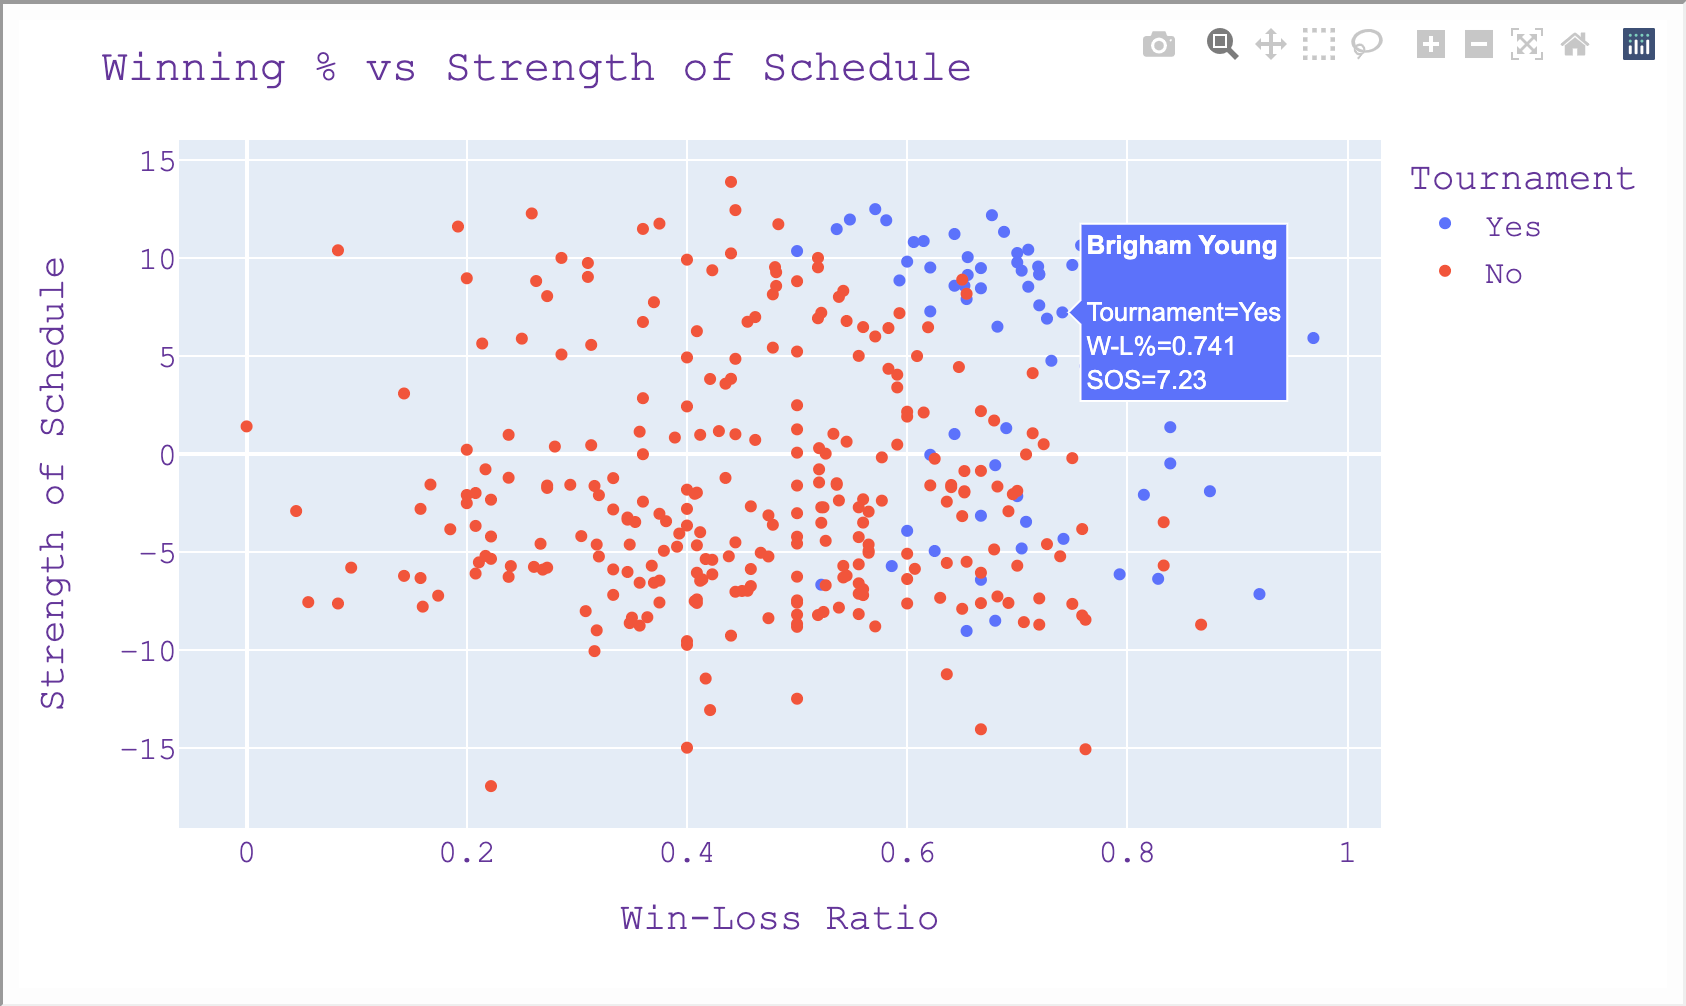 Winning % vs Strength of Schedule
Tournament
Yes
No
Brigham Young
Tournament=Yes
W-L%=0.741
SOS=7.23
Strength of Schedule
15
10
5
0
−5
−10
−15
0 0.2 0.4 0.6 0.8 1
Win-Loss Ratio